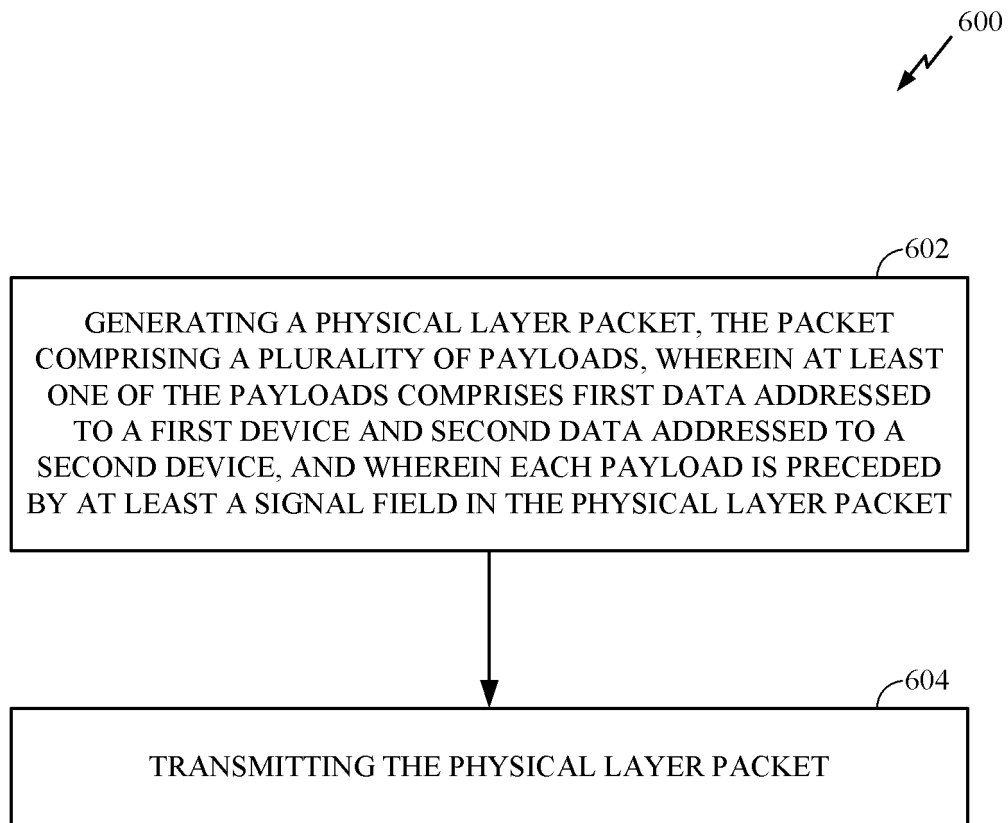 600
602
GENERATING A PHYSICAL LAYER PACKET, THE PACKET
COMPRISING A PLURALITY OF PAYLOADS, WHEREIN AT LEAST
ONE OF THE PAYLOADS COMPRISES FIRST DATA ADDRESSED
TO A FIRST DEVICE AND SECOND DATA ADDRESSED TO A
SECOND DEVICE, AND WHEREIN EACH PAYLOAD IS PRECEDED
BY AT LEAST A SIGNAL FIELD IN THE PHYSICAL LAYER PACKET
604
TRANSMITTING THE PHYSICAL LAYER PACKET